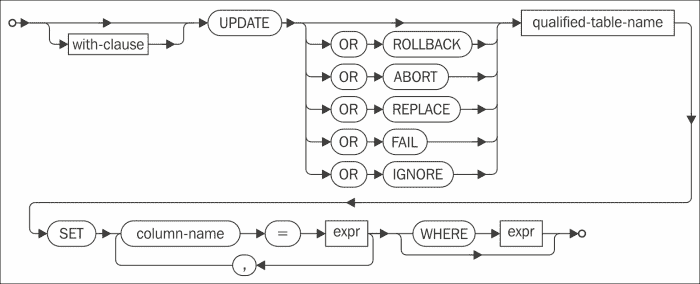 with-clause UPDATE qualified-table-name
OR ROLLBACK
OR ABORT
OR REPLACE
OR FAIL
OR IGNORE
SET column-name = expr WHERE expr
,